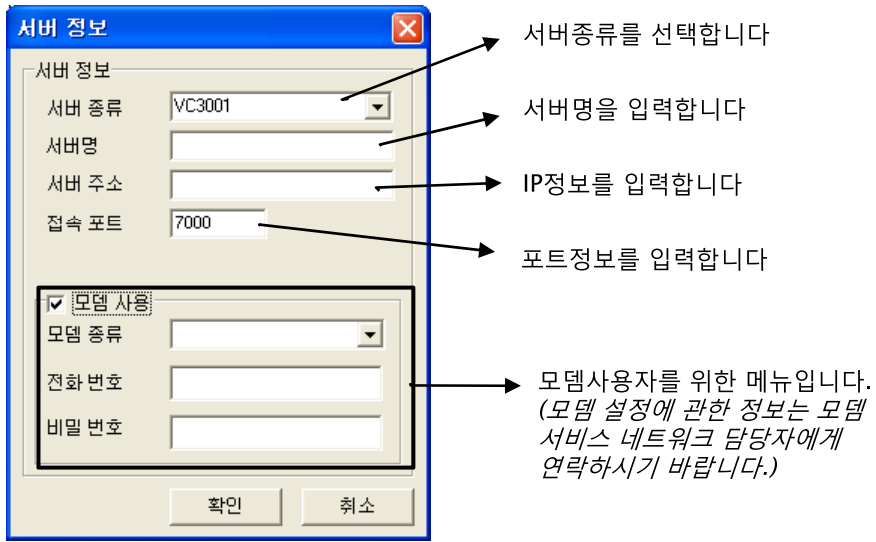 서버 정보
서버 정보
서버 종류 VC3001
서버명
서버 주소
접속 포트 7000
모뎀 사용
모뎀 종류
전화 번호
비밀 번호
확인 취소
서버종류를 선택합니다
서버명을 입력합니다
IP정보를 입력합니다
포트정보를 입력합니다
모뎀사용자를 위한 메뉴입니다.
(모뎀 설정에 관한 정보는 모뎀
서비스 네트워크 담당자에게
연락하시기 바랍니다.)